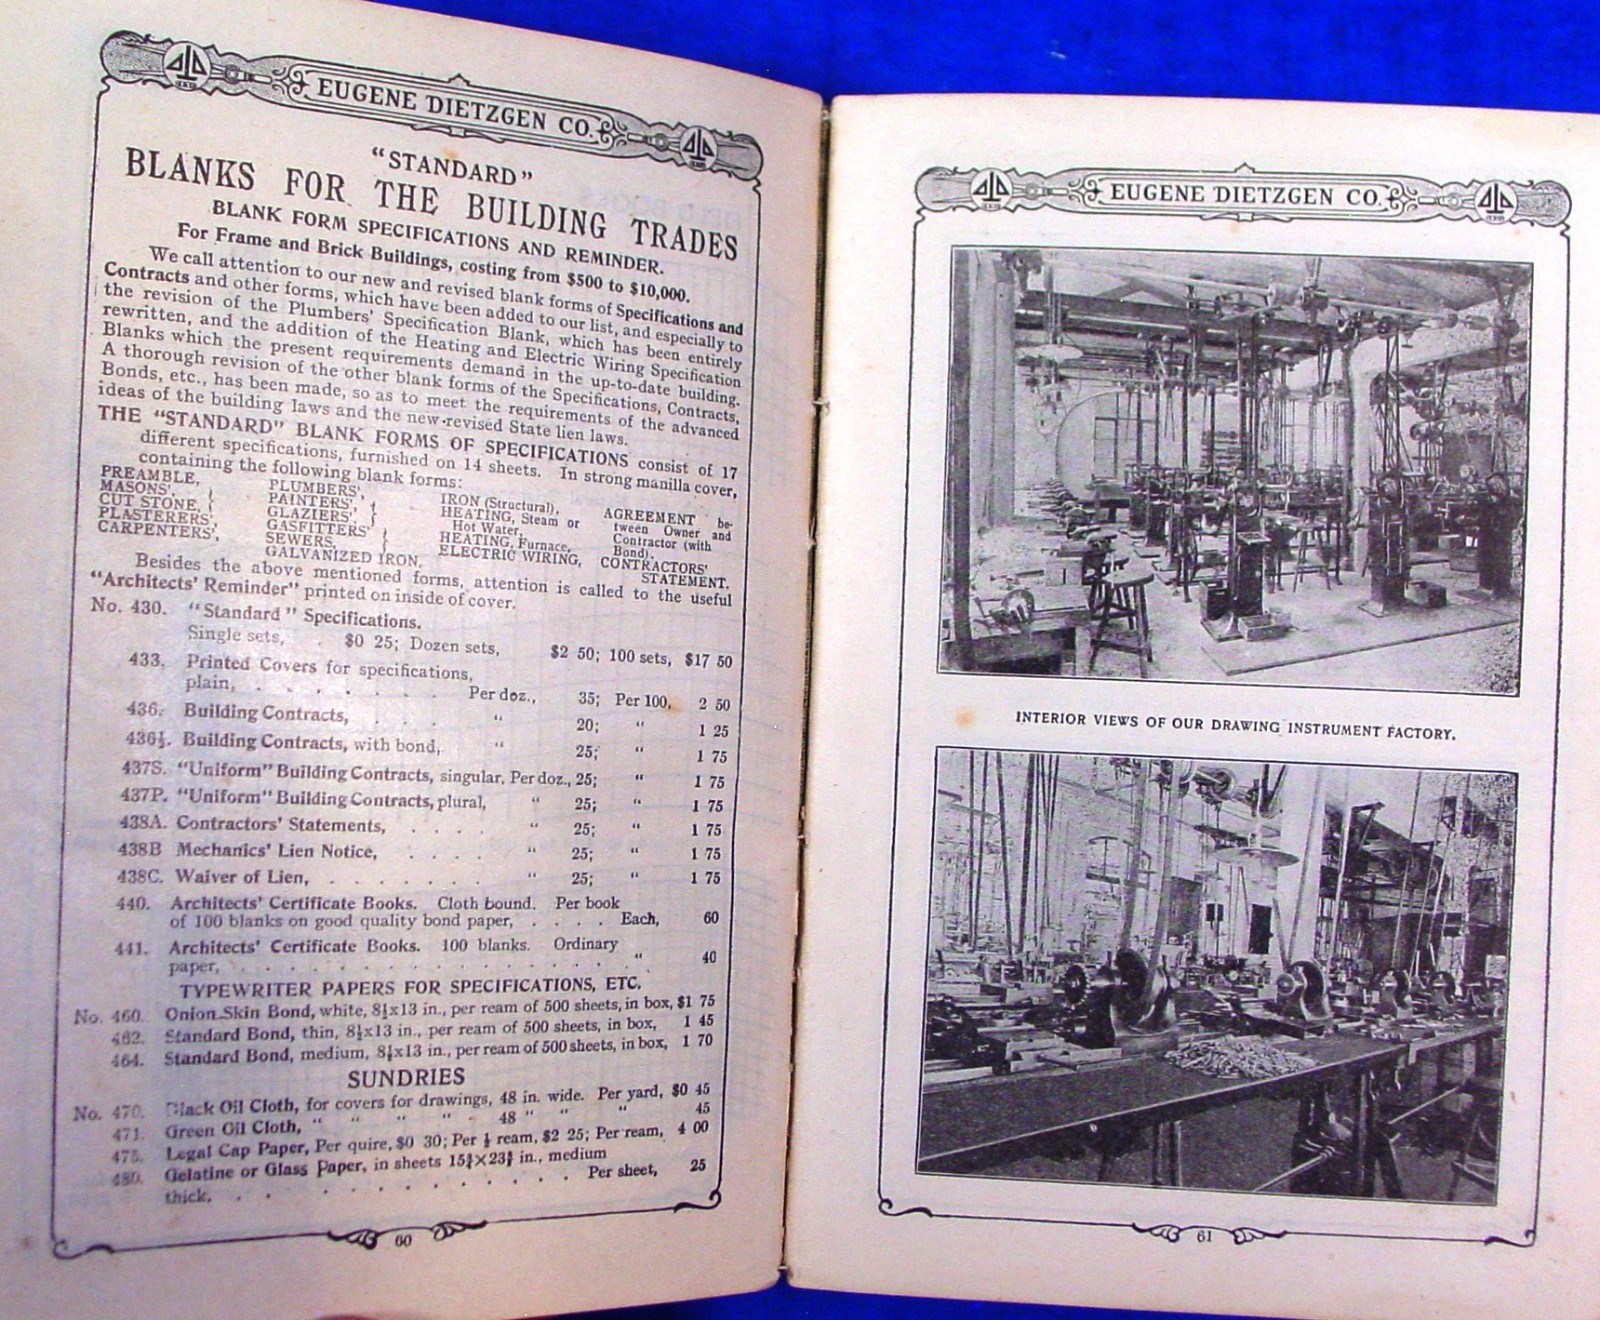 EUGENE DIETZGEN CO.
"STANDARD"
BLANKS FOR THE BUILDING TRADES
BLANK FORM SPECIFICATIONS AND REMINDER.
For Frame and Brick Buildings, costing from $500 to $10,000.
We call attention to our new and revised blank forms of Specifications and
Contracts and other forms, which have been added to our list, and especially to
the revision of the Plumbers' Specification Blank, which has been entirely
rewritten, and the addition of the Heating and Electric Wiring Specification
Blanks which the present requirements demand in the up-to-date building.
A thorough revision of the other blank forms of the Specifications, Contracts,
Bonds, etc., has been made, so as to meet the requirements of the advanced
ideas of the building laws and the new-revised State lien laws.
THE "STANDARD" BLANK FORMS OF SPECIFICATIONS consist of 17
different specifications, furnished on 14 sheets. In strong manilla cover,
containing the following blank forms:
PREAMBLE,
MASONS',
CUT STONE,
PLASTERERS',
CARPENTERS',
PLUMBERS',
PAINTERS',
GLAZIERS',
GASFITTERS'
SEWERS,
GALVANIZED IRON,
IRON (Structural),
HEATING, Steam or
Hot Water,
HEATING, Furnace,
ELECTRIC WIRING,
AGREEMENT be-
tween Owner and
Contractor (with
Bond).
CONTRACTORS'
STATEMENT.
Besides the above mentioned forms, attention is called to the useful
"Architects' Reminder" printed on inside of cover.
No. 430. "Standard" Specifications.
Single sets, . $0 25; Dozen sets, $2 50; 100 sets, $17 50
433. Printed Covers for specifications,
plain, . . . . . . . Per doz., 35; Per 100, 2 50
436. Building Contracts, . . . . " 20; " 1 25
436½. Building Contracts, with bond, " 25; " 1 75
437S. "Uniform" Building Contracts, singular, Per doz., 25; " 1 75
437P. "Uniform" Building Contracts, plural, " 25; " 1 75
438A. Contractors' Statements, . . . . " 25; " 1 75
438B Mechanics' Lien Notice, . . . . " 25; " 1 75
438C. Waiver of Lien, . . . . . . . " 25; " 1 75
440. Architects' Certificate Books. Cloth bound. Per book
of 100 blanks on good quality bond paper, . . . . Each, 60
441. Architects' Certificate Books. 100 blanks. Ordinary
paper, . . . . . . . . . . . . . . . " 40
TYPEWRITER PAPERS FOR SPECIFICATIONS, ETC.
No. 460. Onion Skin Bond, white, 8½x13 in., per ream of 500 sheets, in box, $1 75
462. Standard Bond, thin, 8½x13 in., per ream of 500 sheets, in box, 1 45
464. Standard Bond, medium, 8½x13 in., per ream of 500 sheets, in box, 1 70
SUNDRIES
No. 470. Black Oil Cloth, for covers for drawings, 48 in. wide. Per yard, $0 45
471. Green Oil Cloth, " " " " 48 " " " 45
475. Legal Cap Paper, Per quire, $0 30; Per ½ ream, $2 25; Per ream, 4 00
480. Gelatine or Glass Paper, in sheets in., medium
thick, . . . . . . . . . . . . Per sheet, 25
60
EUGENE DIETZGEN CO.
INTERIOR VIEWS OF OUR DRAWING INSTRUMENT FACTORY.
61